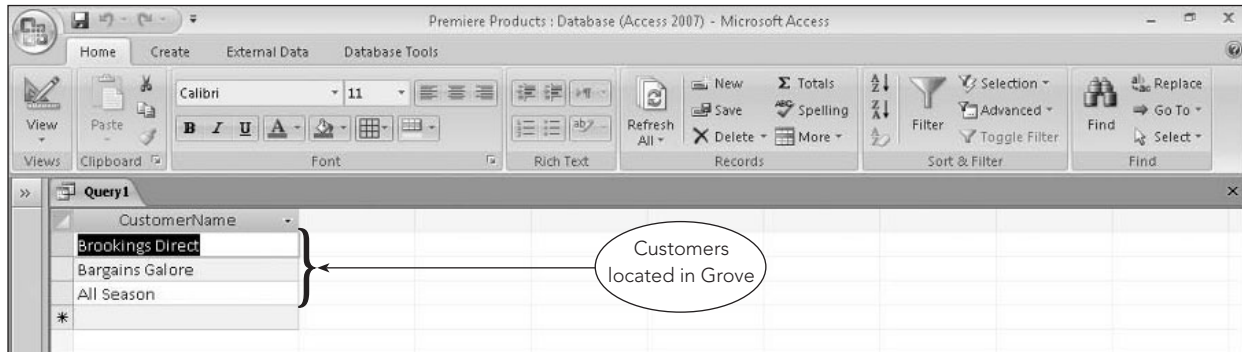 Premiere Products : Database (Access 2007) - Microsoft Access
Home Create External Data Database Tools
View
Paste
Calibri 11
B I U A
ab
Refresh All
New
Save
Delete
Σ Totals
Spelling
More
Filter
Selection
Advanced
Toggle Filter
Find
Replace
Go To
Select
Views Clipboard Font Rich Text Records Sort & Filter Find
Query1
CustomerName
Brookings Direct
Bargains Galore
All Season
Customers
located in Grove